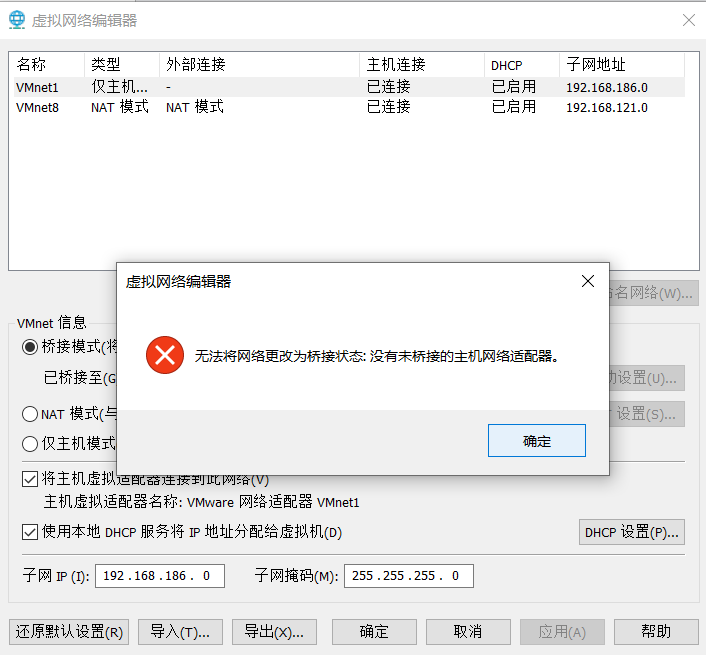 虚拟网络编辑器
名称 类型 外部连接 主机连接 DHCP 子网地址
VMnet1 仅主机... - 已连接 已启用 192.168.186.0
VMnet8 NAT 模式 NAT 模式 已连接 已启用 192.168.121.0
虚拟网络编辑器
无法将网络更改为桥接状态: 没有未桥接的主机网络适配器。
确定
名网络(W)...
VMnet 信息
桥接模式(将
已桥接至(G
设置(U)...
NAT 模式(与
设置(S)...
仅主机模式
将主机虚拟适配器连接到此网络(V)
主机虚拟适配器名称: VMware 网络适配器 VMnet1
使用本地 DHCP 服务将 IP 地址分配给虚拟机(D)
DHCP 设置(P)...
子网 IP (I): 192.168.186. 0 子网掩码(M): 255.255.255. 0
还原默认设置(R) 导入(T)... 导出(X)... 确定 取消 应用(A) 帮助